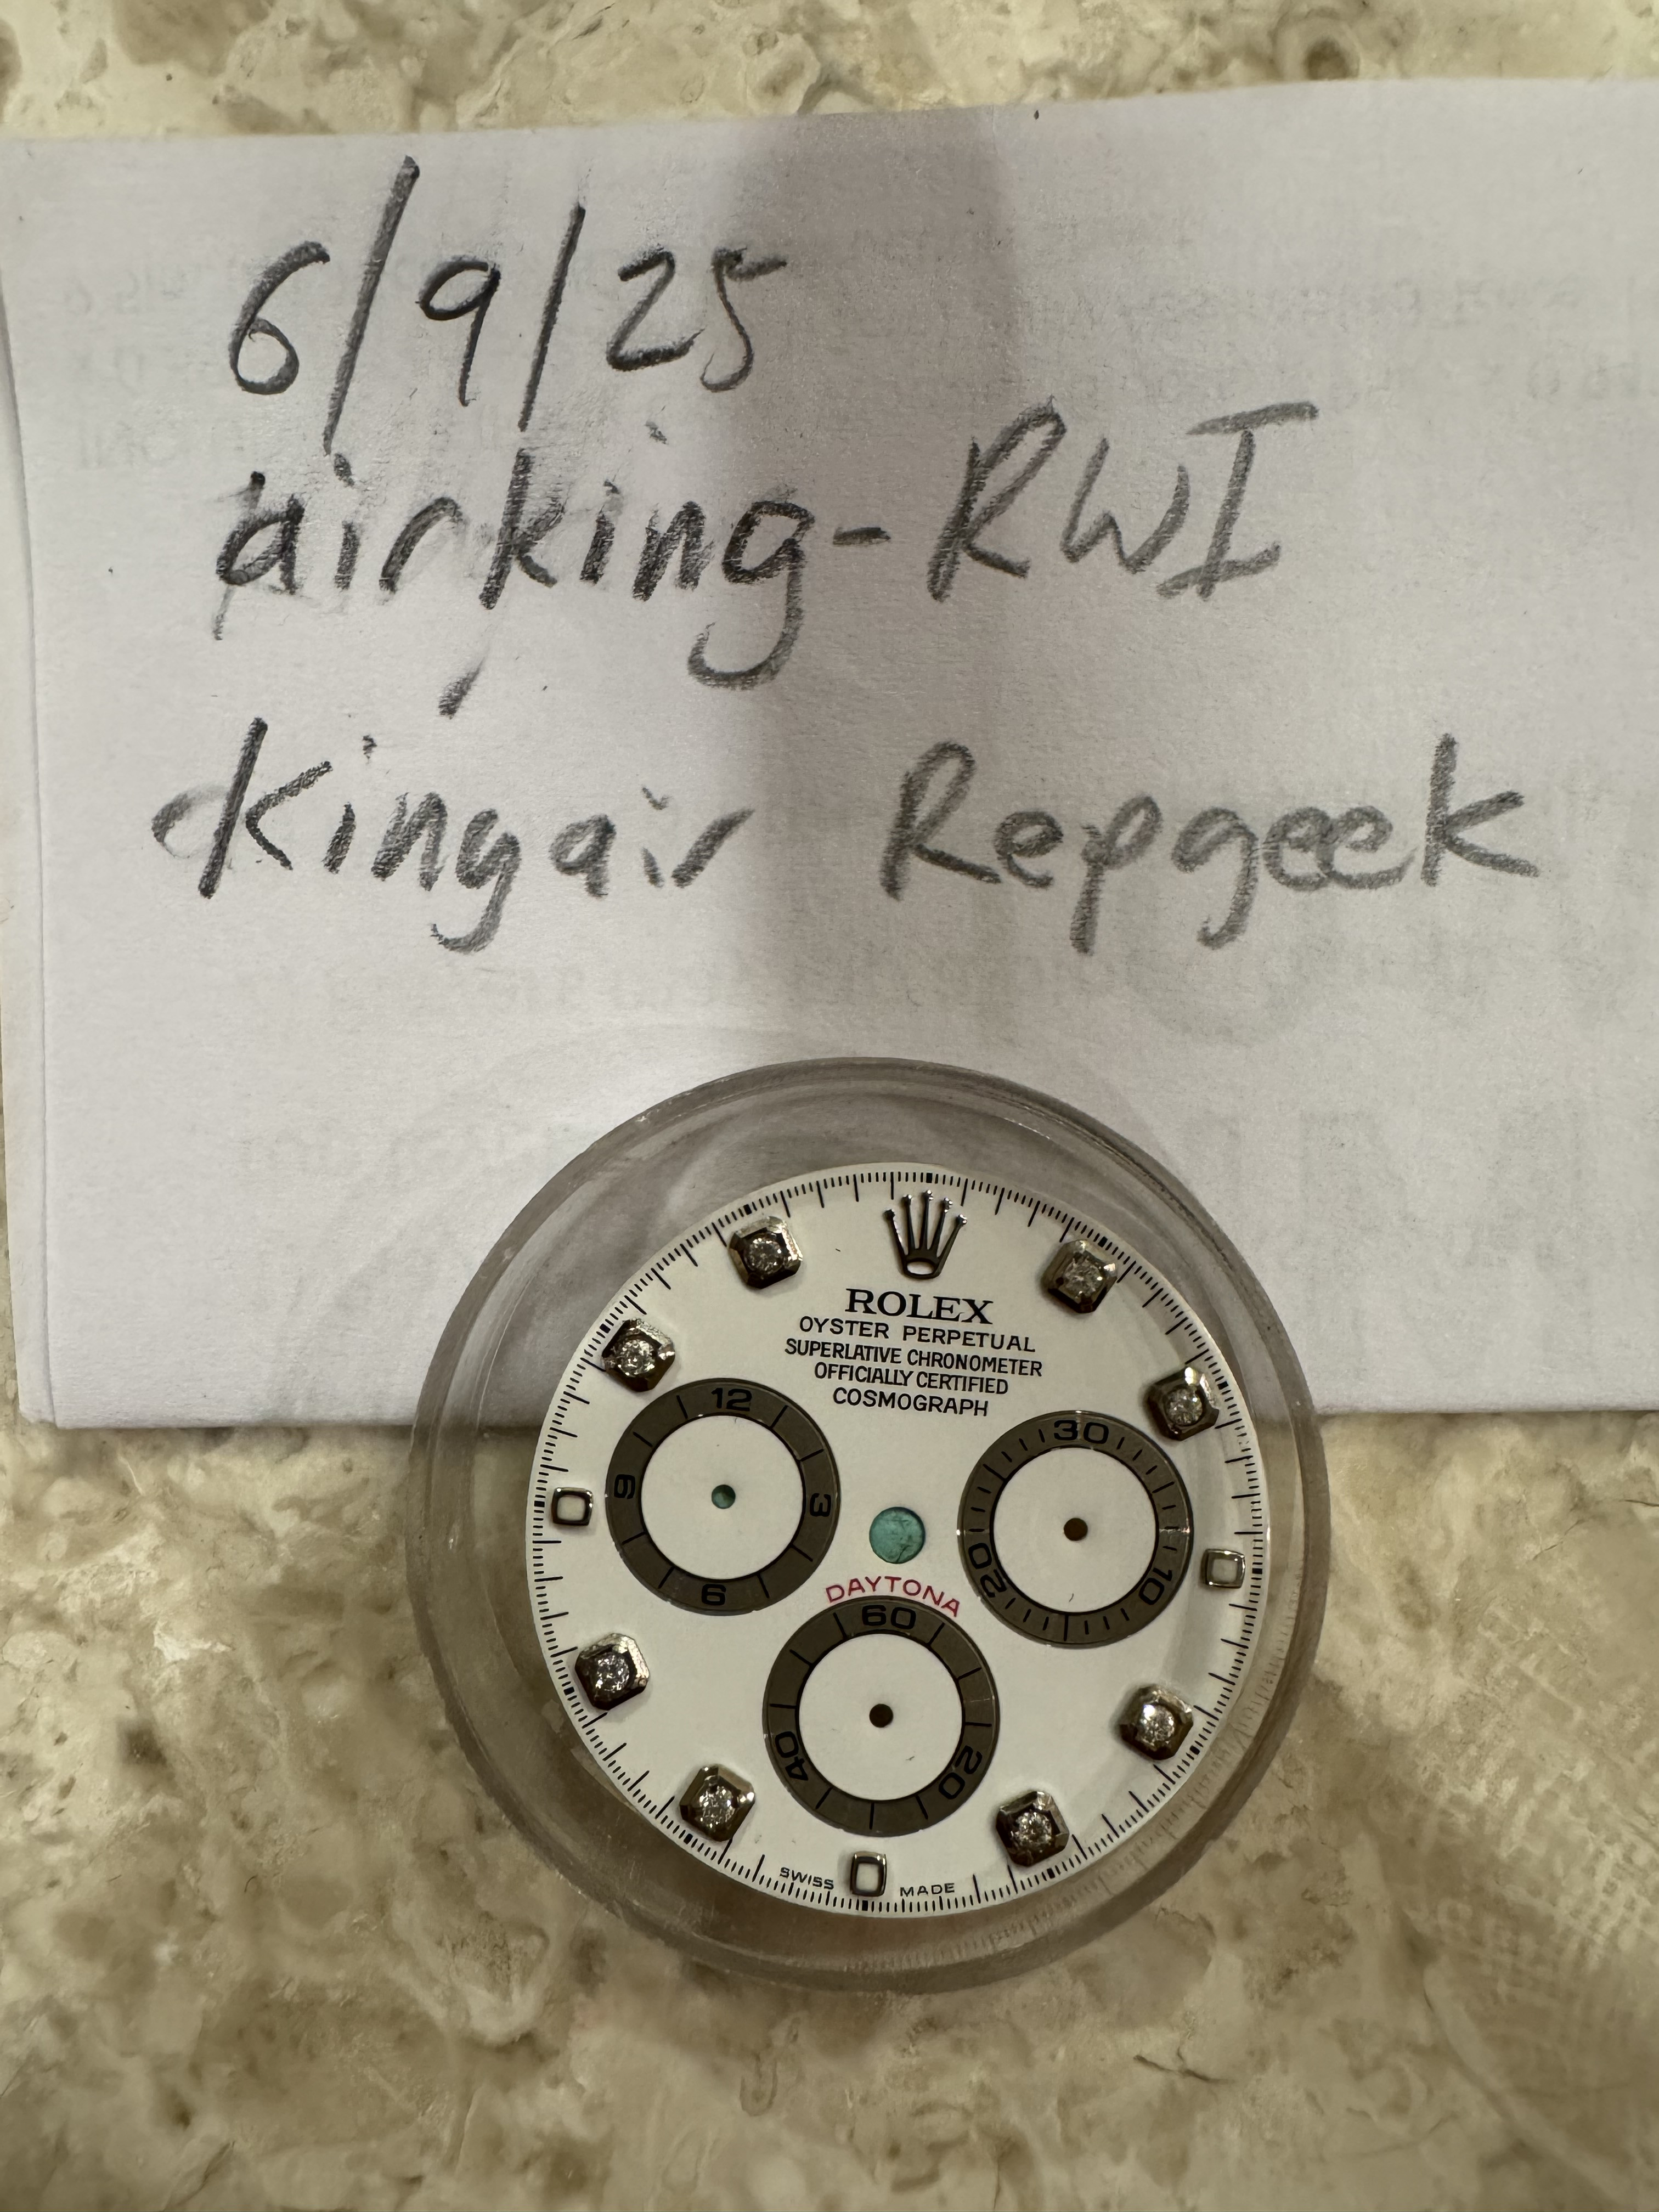 6/9/25
airking-RWI
Kingair Repgeek
ROLEX
OYSTER PERPETUAL
SUPERLATIVE CHRONOMETER
OFFICIALLY CERTIFIED
COSMOGRAPH
12
3
6
9
30
10
20
DAYTONA
60
20
40
SWISS MADE